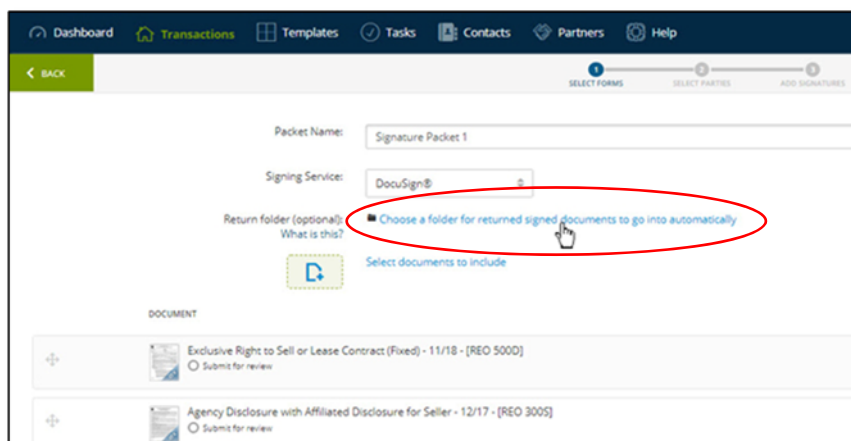 Dashboard Transactions Templates Tasks Contacts Partners Help
BACK
1 2 3
SELECT FORMS SELECT PARTIES ADD SIGNATURES
Packet Name: Signature Packet 1
Signing Service: DocuSign®
Return folder (optional): Choose a folder for returned signed documents to go into automatically
What is this?
Select documents to include
DOCUMENT
Exclusive Right to Sell or Lease Contract (Fixed) - 11/18 - [REO 500D]
Submit for review
Agency Disclosure with Affiliated Disclosure for Seller - 12/17 - [REO 300S]
Submit for review